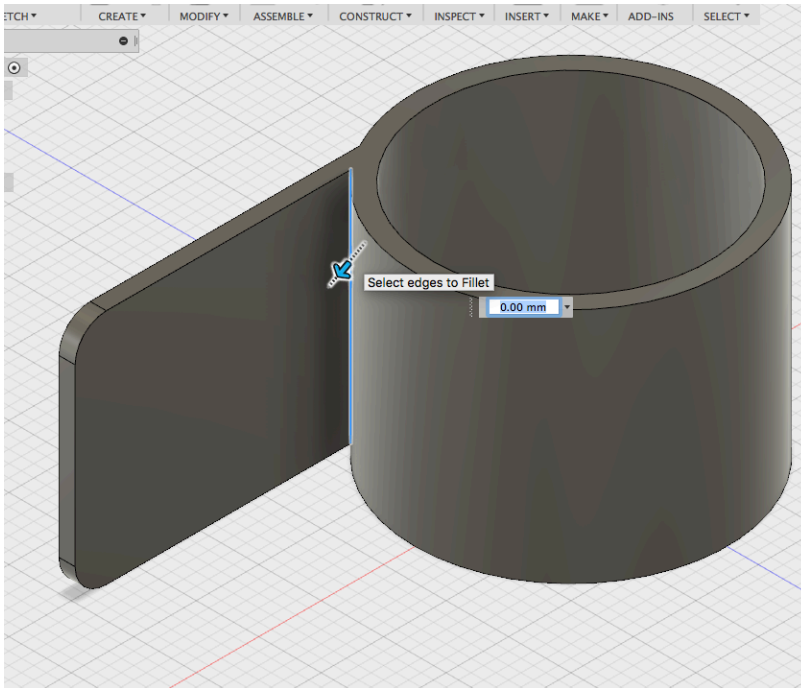 ETCH CREATE MODIFY ASSEMBLE CONSTRUCT INSPECT INSERT MAKE ADD-INS SELECT
Select edges to Fillet
0.00 mm